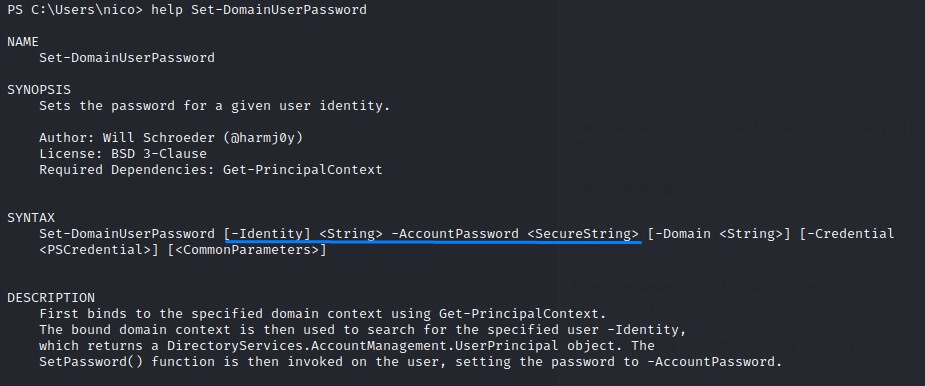 PS C:\Users\nico> help Set-DomainUserPassword
NAME
Set-DomainUserPassword
SYNOPSIS
Sets the password for a given user identity.
Author: Will Schroeder (@harmj0y)
License: BSD 3-Clause
Required Dependencies: Get-PrincipalContext
SYNTAX
Set-DomainUserPassword [-Identity] <String> -AccountPassword <SecureString> [-Domain <String>] [-Credential
<PSCredential>] [<CommonParameters>]
DESCRIPTION
First binds to the specified domain context using Get-PrincipalContext.
The bound domain context is then used to search for the specified user -Identity,
which returns a DirectoryServices.AccountManagement.UserPrincipal object. The
SetPassword() function is then invoked on the user, setting the password to -AccountPassword.